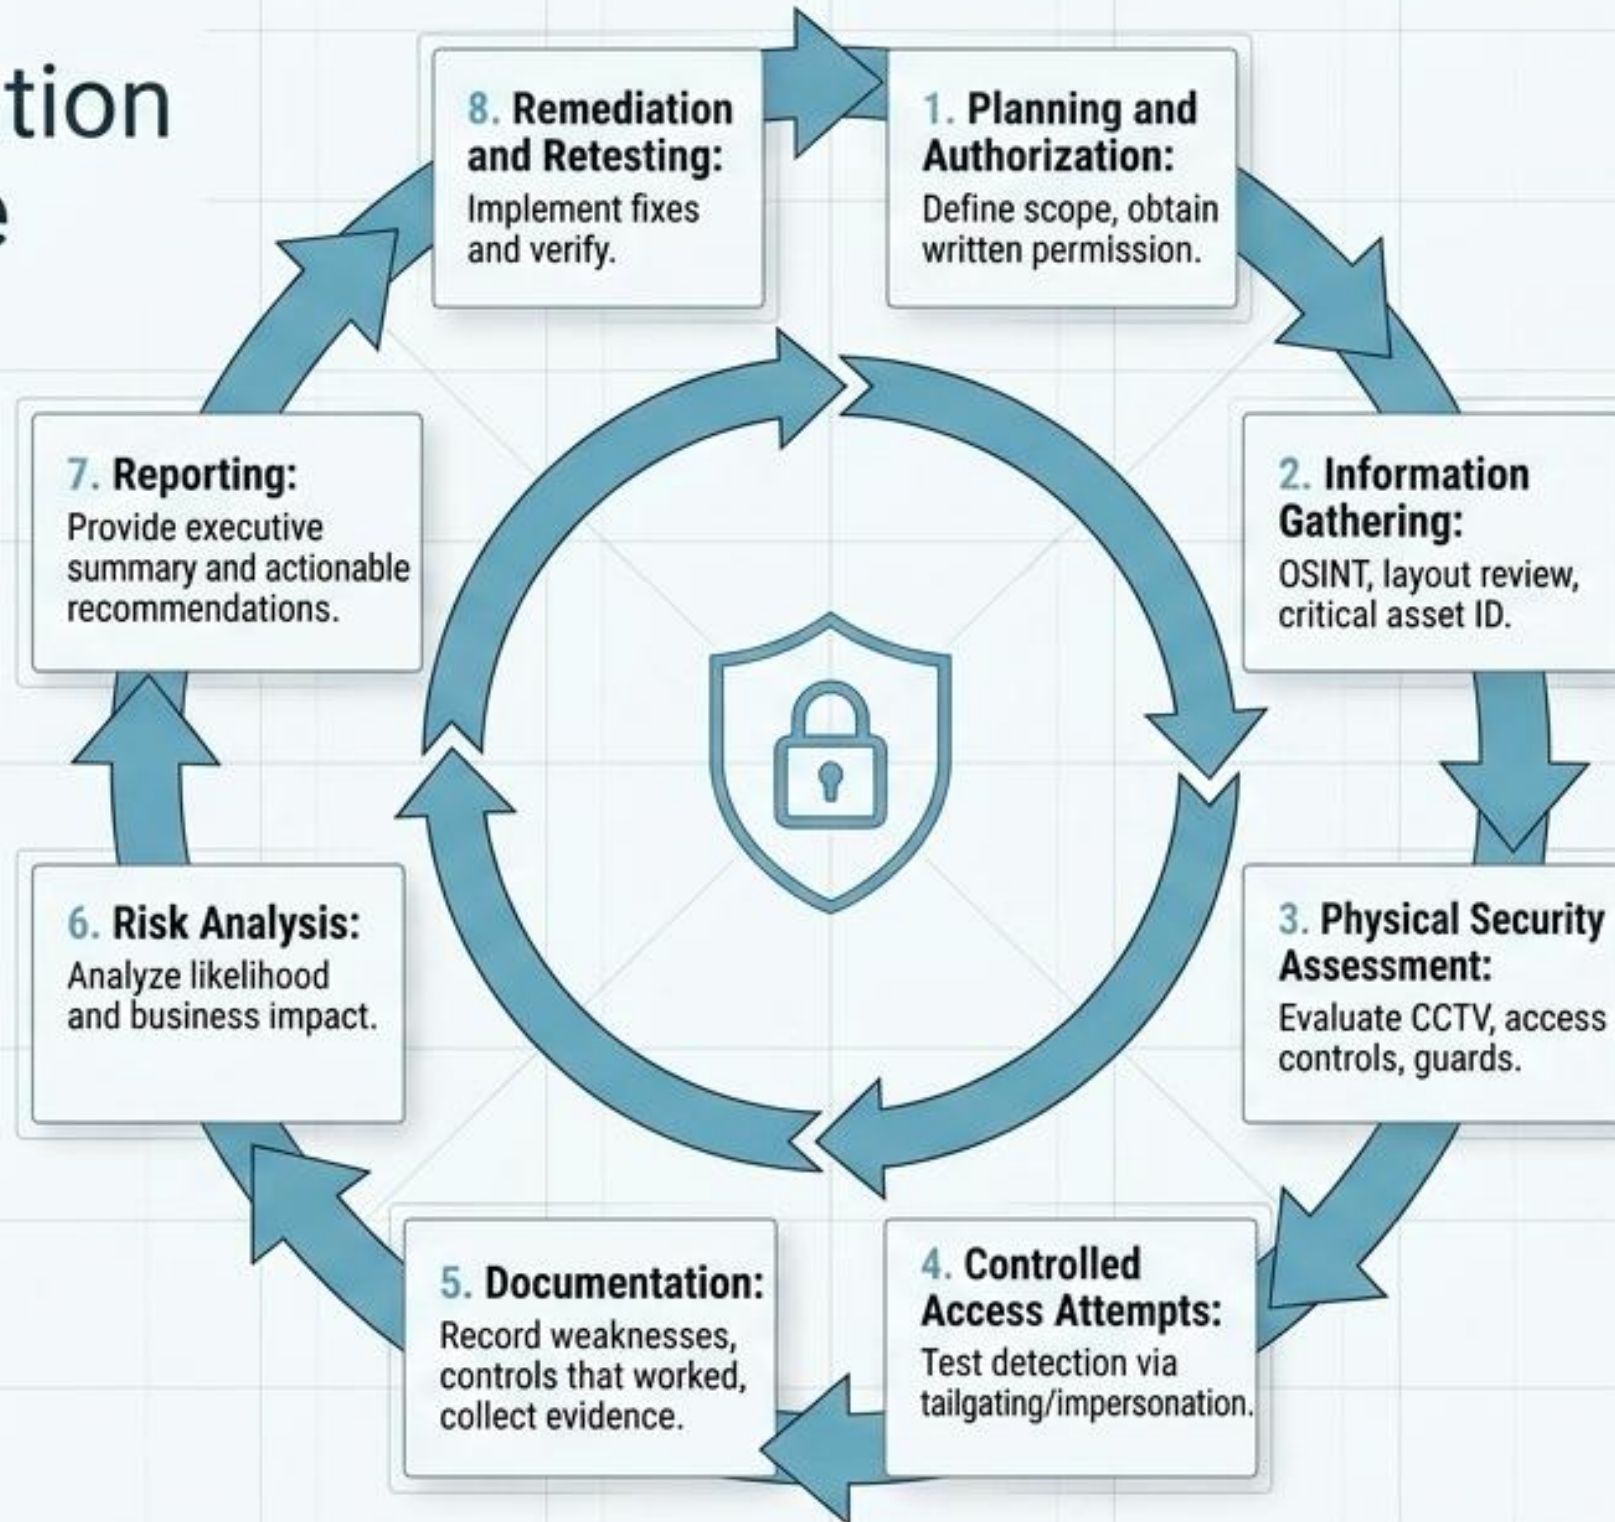 tion
e
1. Planning and
Authorization:
Define scope, obtain
written permission.
2. Information
Gathering:
OSINT, layout review,
critical asset ID.
3. Physical Security
Assessment:
Evaluate CCTV, access
controls, guards.
4. Controlled
Access Attempts:
Test detection via
tailgating/impersonation.
5. Documentation:
Record weaknesses,
controls that worked,
collect evidence.
6. Risk Analysis:
Analyze likelihood
and business impact.
7. Reporting:
Provide executive
summary and actionable
recommendations.
8. Remediation
and Retesting:
Implement fixes
and verify.